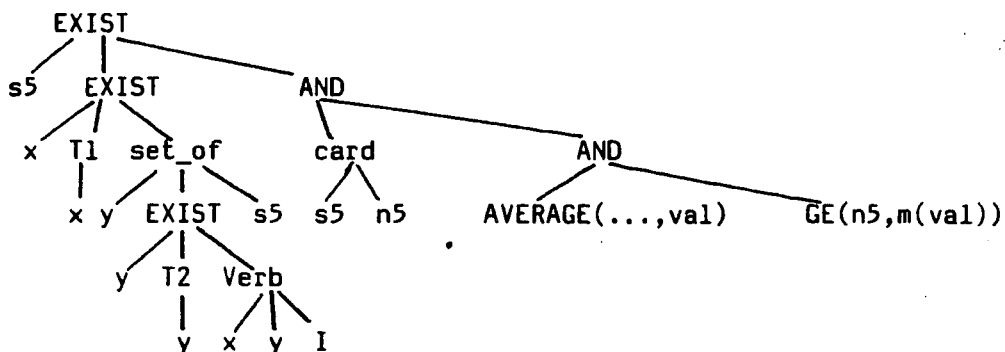 EXIST
s5 EXIST AND
x T1 set_of card AND
x y EXIST s5 s5 n5 AVERAGE(...,val) GE(n5,m(val))
y T2 Verb
y x y I